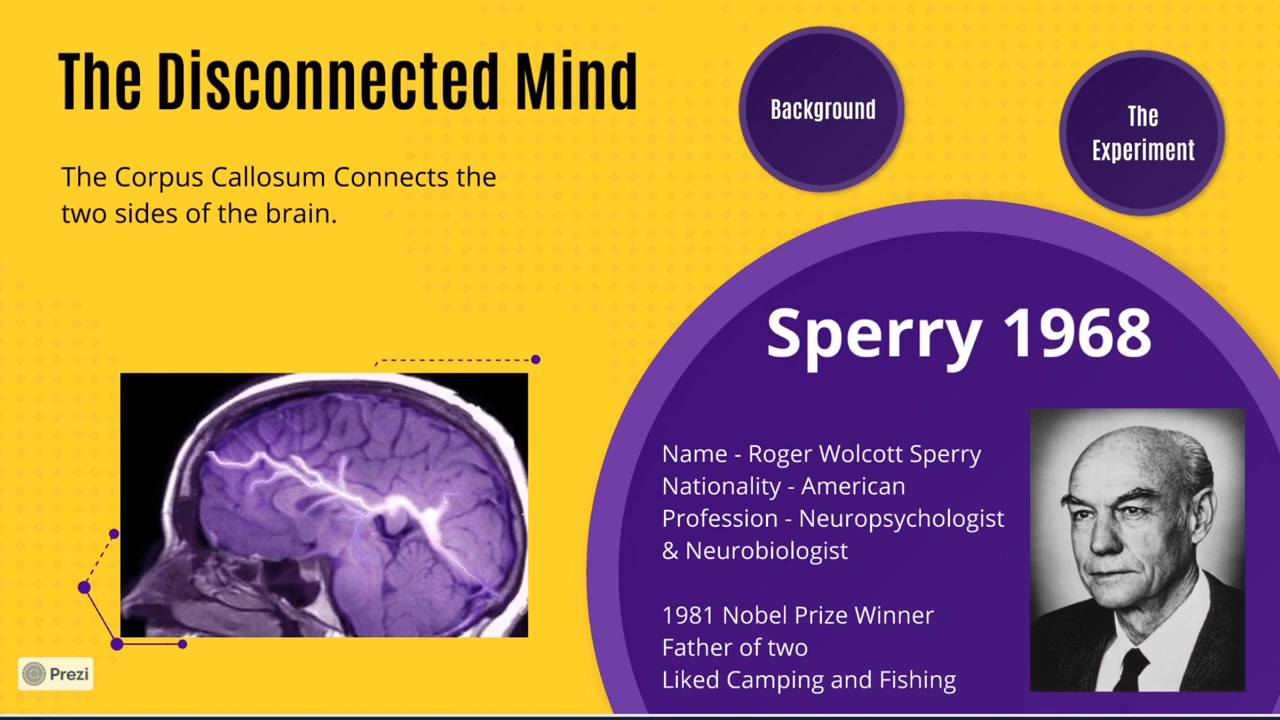 The Disconnected Mind
The Corpus Callosum Connects the
two sides of the brain.
Background
The
Experiment
Sperry 1968
Name - Roger Wolcott Sperry
Nationality - American
Profession - Neuropsychologist
& Neurobiologist
1981 Nobel Prize Winner
Father of two
Liked Camping and Fishing
Prezi